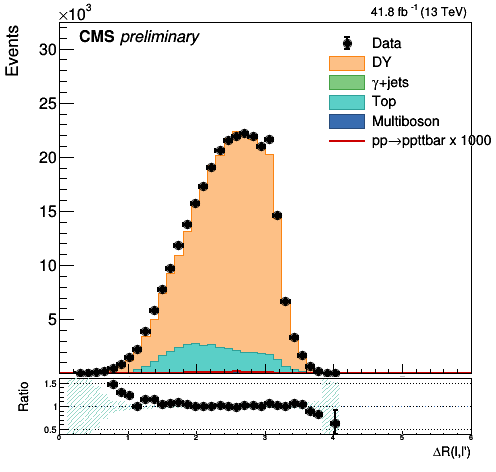 ×10³
41.8 fb ⁻¹ (13 TeV)
Events
CMS preliminary
Data
DY
γ+jets
Top
Multiboson
pp→ppttbar x 1000
30
25
20
15
10
5
Ratio
1.5
1
0.5
0 1 2 3 4 5 6
ΔR(l,l')